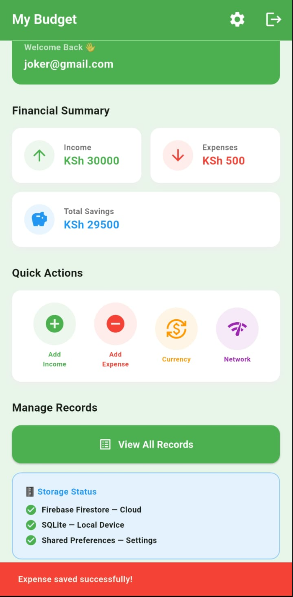 My Budget
Welcome Back 👋
joker@gmail.com
Financial Summary
Income
KSh 30000
Expenses
KSh 500
Total Savings
KSh 29500
Quick Actions
Add
Income
Add
Expense
Currency
Network
Manage Records
View All Records
🗄️ Storage Status
Firebase Firestore — Cloud
SQLite — Local Device
Shared Preferences — Settings
Expense saved successfully!